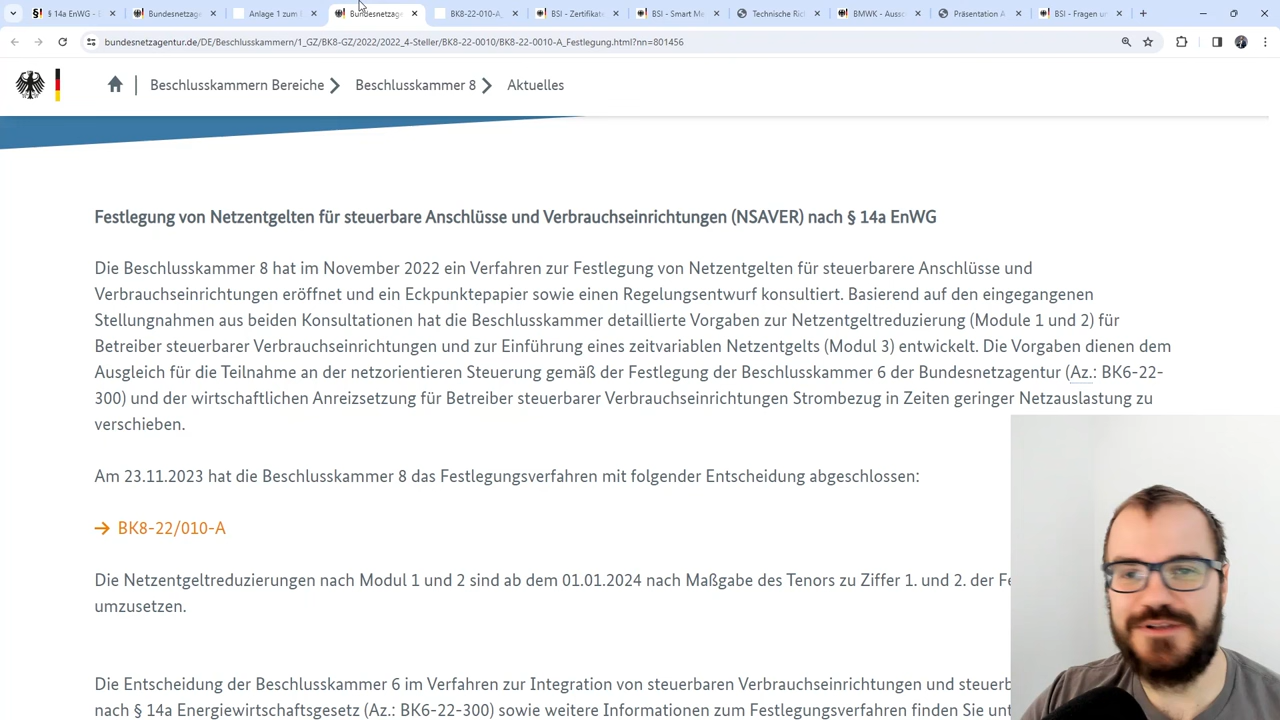 § 14a EnWG - E
Bundesnetzage
Anlage 1 zum
Bundesnetzage
BK8-22-010-A_
BSI - Zertifikat
BSI - Smart M
Technische Ric
BMWK - Aussc
Präsentation A
BSI - Fragen u
bundesnetzagentur.de/DE/Beschlusskammern/1_GZ/BK8-GZ/2022/2022_4-Steller/BK8-22-0010/BK8-22-0010-A_Festlegung.html?nn=801456
Beschlusskammern Bereiche
Beschlusskammer 8
Aktuelles
Festlegung von Netzentgelten für steuerbare Anschlüsse und Verbrauchseinrichtungen (NSAVER) nach § 14a EnWG
Die Beschlusskammer 8 hat im November 2022 ein Verfahren zur Festlegung von Netzentgelten für steuerbarere Anschlüsse und
Verbrauchseinrichtungen eröffnet und ein Eckpunktepapier sowie einen Regelungsentwurf konsultiert. Basierend auf den eingegangenen
Stellungnahmen aus beiden Konsultationen hat die Beschlusskammer detaillierte Vorgaben zur Netzentgeltreduzierung (Module 1 und 2) für
Betreiber steuerbarer Verbrauchseinrichtungen und zur Einführung eines zeitvariablen Netzentgelts (Modul 3) entwickelt. Die Vorgaben dienen dem
Ausgleich für die Teilnahme an der netzorientieren Steuerung gemäß der Festlegung der Beschlusskammer 6 der Bundesnetzagentur (Az.: BK6-22-
300) und der wirtschaftlichen Anreizsetzung für Betreiber steuerbarer Verbrauchseinrichtungen Strombezug in Zeiten geringer Netzauslastung zu
verschieben.
Am 23.11.2023 hat die Beschlusskammer 8 das Festlegungsverfahren mit folgender Entscheidung abgeschlossen:
BK8-22/010-A
Die Netzentgeltreduzierungen nach Modul 1 und 2 sind ab dem 01.01.2024 nach Maßgabe des Tenors zu Ziffer 1. und 2. der Fe
umzusetzen.
Die Entscheidung der Beschlusskammer 6 im Verfahren zur Integration von steuerbaren Verbrauchseinrichtungen und steuerb
nach § 14a Energiewirtschaftsgesetz (Az.: BK6-22-300) sowie weitere Informationen zum Festlegungsverfahren finden Sie unt